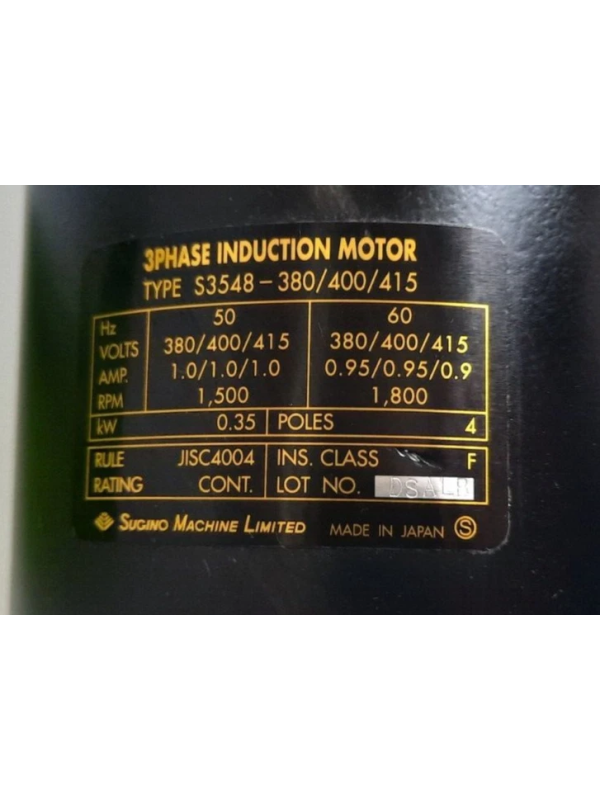 3PHASE INDUCTION MOTOR
TYPE S3548-380/400/415
Hz 50 60
VOLTS 380/400/415 380/400/415
AMP. 1.0/1.0/1.0 0.95/0.95/0.9
RPM 1,500 1,800
kW 0.35 POLES 4
RULE JISC4004 INS. CLASS F
RATING CONT. LOT NO.
SUGINO MACHINE LIMITED MADE IN JAPAN S